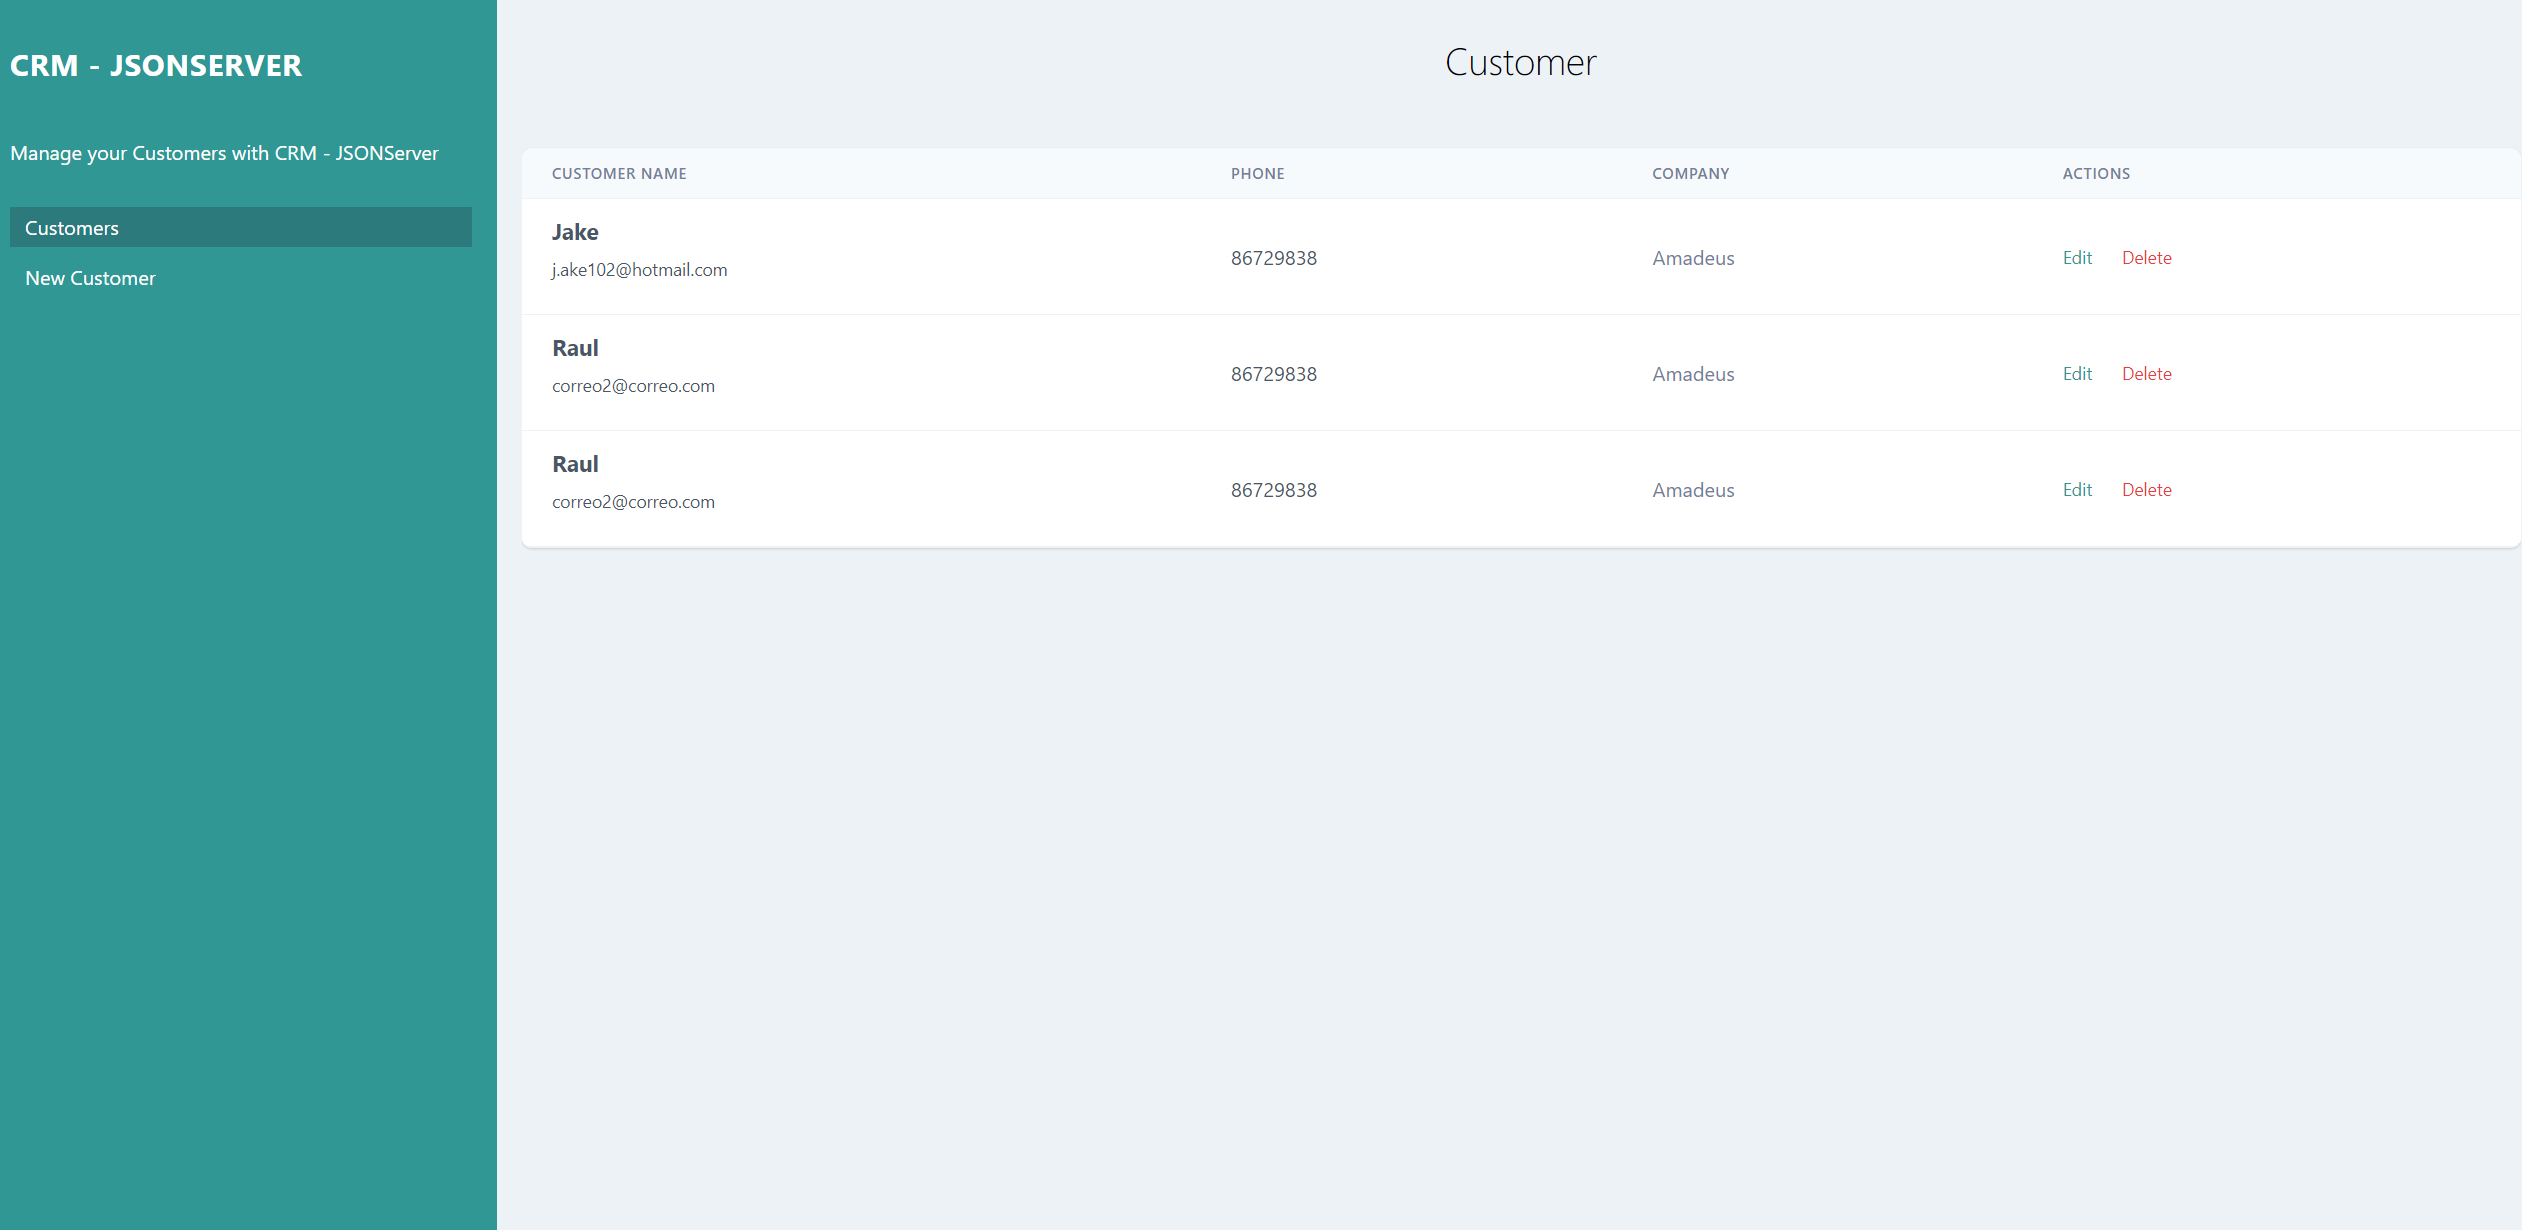 CRM - JSONSERVER
Manage your Customers with CRM - JSONServer
Customers
New Customer
Customer
CUSTOMER NAME PHONE COMPANY ACTIONS
Jake
j.ake102@hotmail.com 86729838 Amadeus Edit Delete
Raul
correo2@correo.com 86729838 Amadeus Edit Delete
Raul
correo2@correo.com 86729838 Amadeus Edit Delete